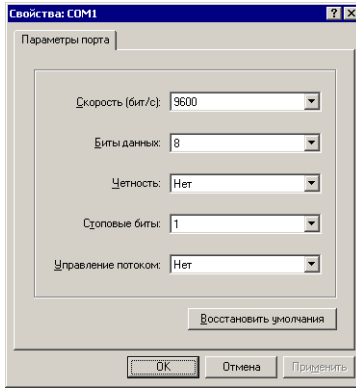 Свойства: COM1
Параметры порта
Скорость (бит/с): 9600
Биты данных: 8
Четность: Нет
Стоповые биты: 1
Управление потоком: Нет
Восстановить умолчания
OK Отмена Применить